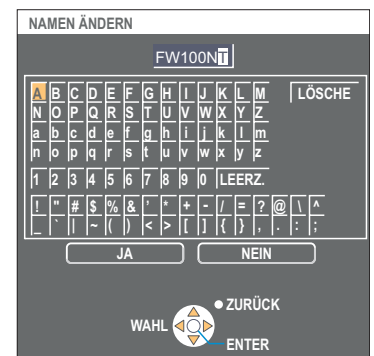 NAMEN ÄNDERN
FW100NT
A B C D E F G H I J K L M LÖSCHE
N O P Q R S T U V W X Y Z
a b c d e f g h i j k l m
n o p q r s t u v w x y z
1 2 3 4 5 6 7 8 9 0 LEERZ.
! " # $ % & ' * + - / = ? @ \ ^
_ ` | ~ ( ) < > [ ] { } , . : ;
JA NEIN
ZURÜCK
WAHL
ENTER